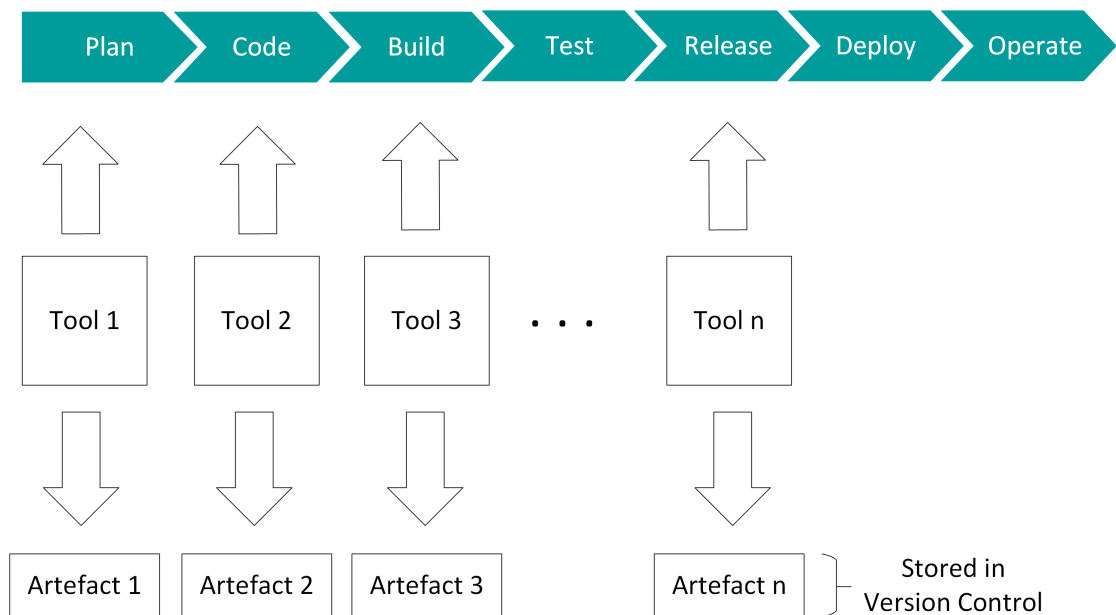 Plan Code Build Test Release Deploy Operate
Tool 1 Tool 2 Tool 3 . . . Tool n
Artefact 1 Artefact 2 Artefact 3 Artefact n
Stored in
Version Control